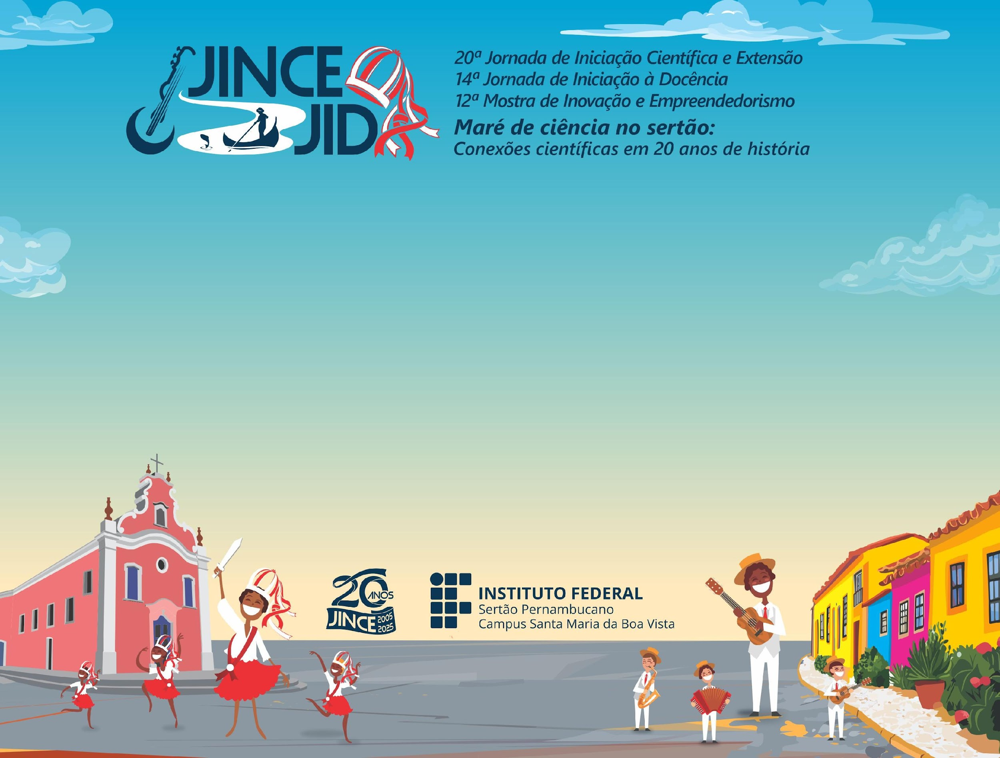 JINCE
JID
20ª Jornada de Iniciação Científica e Extensão
14ª Jornada de Iniciação à Docência
12ª Mostra de Inovação e Empreendedorismo
Maré de ciência no sertão:
Conexões científicas em 20 anos de história
20 ANOS
JINCE 2005
2025
INSTITUTO FEDERAL
Sertão Pernambucano
Campus Santa Maria da Boa Vista